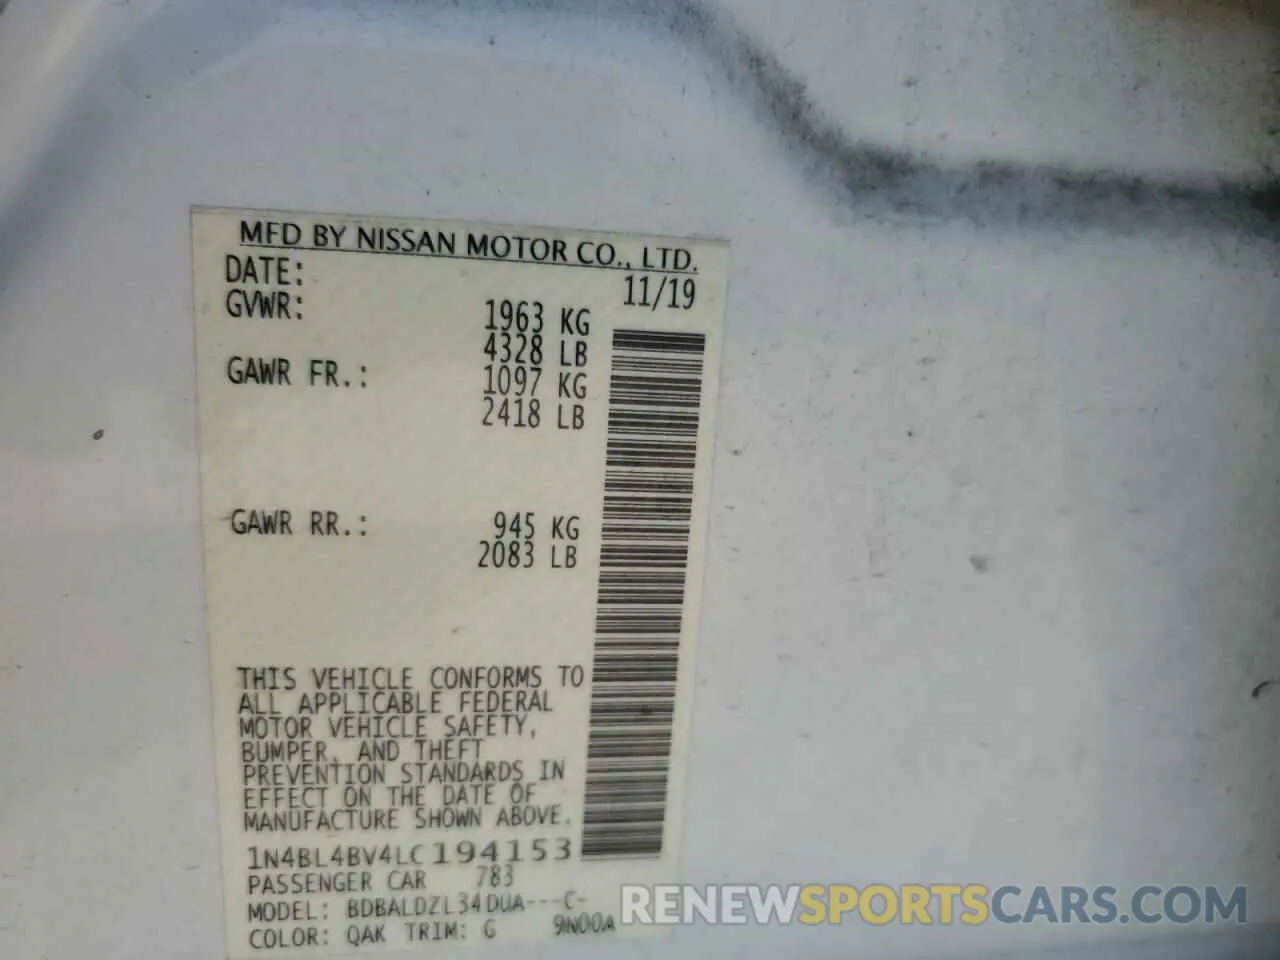 MFD BY NISSAN MOTOR CO., LTD.
DATE: 11/19
GVWR: 1963 KG
4328 LB
GAWR FR.: 1097 KG
2418 LB
GAWR RR.: 945 KG
2083 LB
THIS VEHICLE CONFORMS TO
ALL APPLICABLE FEDERAL
MOTOR VEHICLE SAFETY,
BUMPER, AND THEFT
PREVENTION STANDARDS IN
EFFECT ON THE DATE OF
MANUFACTURE SHOWN ABOVE.
1N4BL4BV4LC194153
PASSENGER CAR 783
MODEL: BDBALDZL34DUA---C-
COLOR: QAK TRIM: G 9N00A
RENEWSPORTSCARS.COM